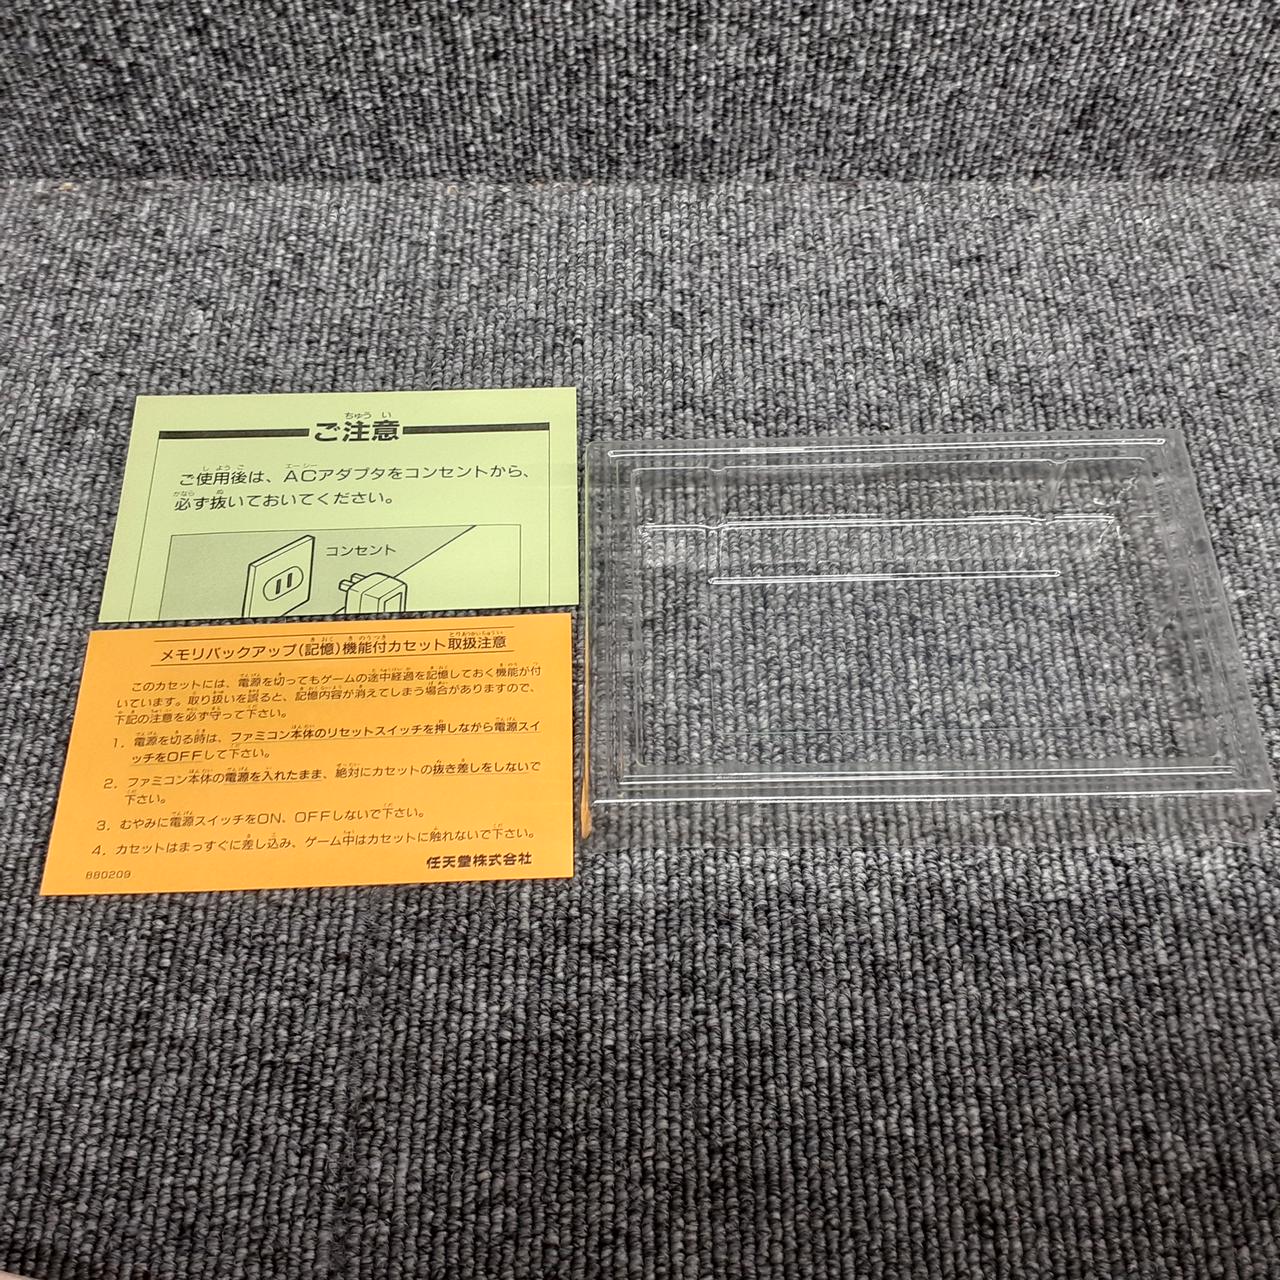 ご注意
ご使用後は、ACアダプタをコンセントから、
必ず抜いておいてください。
コンセント
メモリバックアップ(記憶)機能付カセット取扱注意
このカセットには、電源を切ってもゲームの途中経過を記憶しておく機能が付
いています。取り扱いを誤ると、記憶内容が消えてしまう場合がありますので、
下記の注意を必ず守って下さい。
1. 電源を切る時は、ファミコン本体のリセットスイッチを押しながら電源スイ
ッチをOFFして下さい。
2. ファミコン本体の電源を入れたまま、絶対にカセットの抜き差しをしないで
下さい。
3. むやみに電源スイッチをON、OFFしないで下さい。
4. カセットはまっすぐに差し込み、ゲーム中はカセットに触れないで下さい。
任天堂株式会社
880209